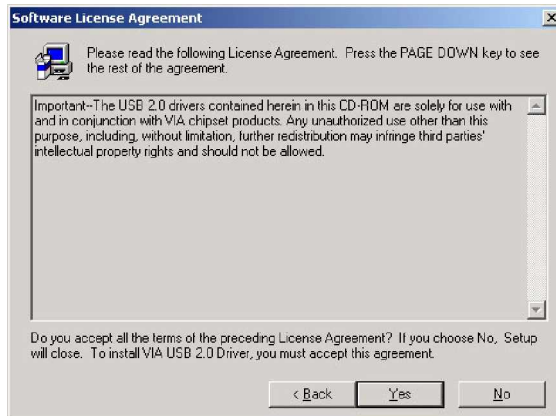 Software License Agreement
Please read the following License Agreement. Press the PAGE DOWN key to see
the rest of the agreement.
Important--The USB 2.0 drivers contained herein in this CD-ROM are solely for use with
and in conjunction with VIA chipset products. Any unauthorized use other than this
purpose, including, without limitation, further redistribution may infringe third parties'
intellectual property rights and should not be allowed.
Do you accept all the terms of the preceding License Agreement? If you choose No, Setup
will close. To install VIA USB 2.0 Driver, you must accept this agreement.
< Back
Yes
No